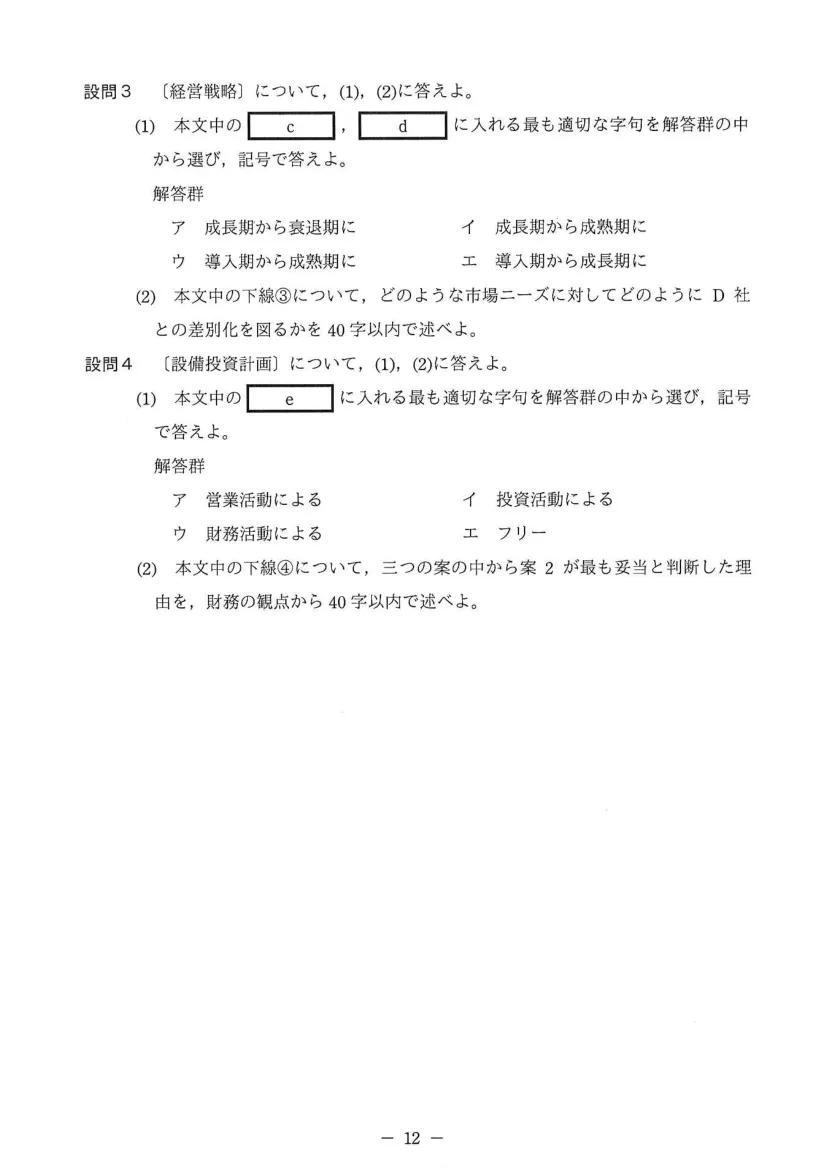 設問3 〔経営戦略〕について，(1)，(2)に答えよ。
(1) 本文中の c ， d に入れる最も適切な字句を解答群の中
から選び，記号で答えよ。
解答群
ア 成長期から衰退期に イ 成長期から成熟期に
ウ 導入期から成熟期に エ 導入期から成長期に
(2) 本文中の下線③について，どのような市場ニーズに対してどのように D 社
との差別化を図るかを 40 字以内で述べよ。
設問4 〔設備投資計画〕について，(1)，(2)に答えよ。
(1) 本文中の e に入れる最も適切な字句を解答群の中から選び，記号
で答えよ。
解答群
ア 営業活動による イ 投資活動による
ウ 財務活動による エ フリー
(2) 本文中の下線④について，三つの案の中から案 2 が最も妥当と判断した理
由を，財務の観点から 40 字以内で述べよ。
－ 12 －